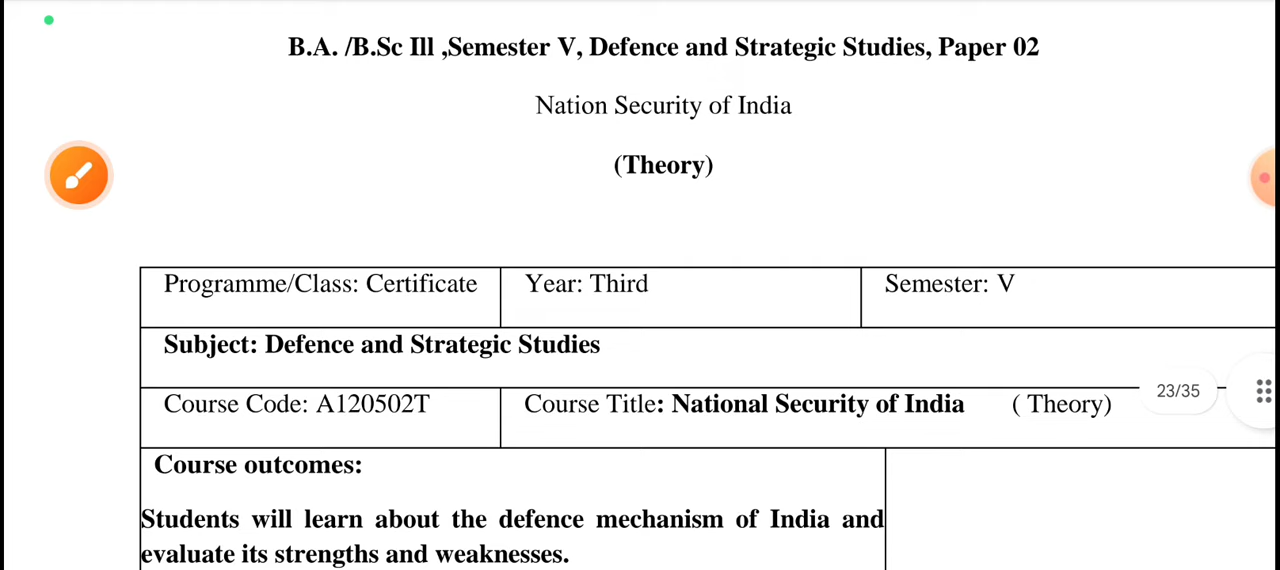 B.A. /B.Sc Ill ,Semester V, Defence and Strategic Studies, Paper 02
Nation Security of India
(Theory)
Programme/Class: Certificate Year: Third Semester: V
Subject: Defence and Strategic Studies
Course Code: A120502T Course Title: National Security of India ( Theory)
23/35
Course outcomes:
Students will learn about the defence mechanism of India and
evaluate its strengths and weaknesses.